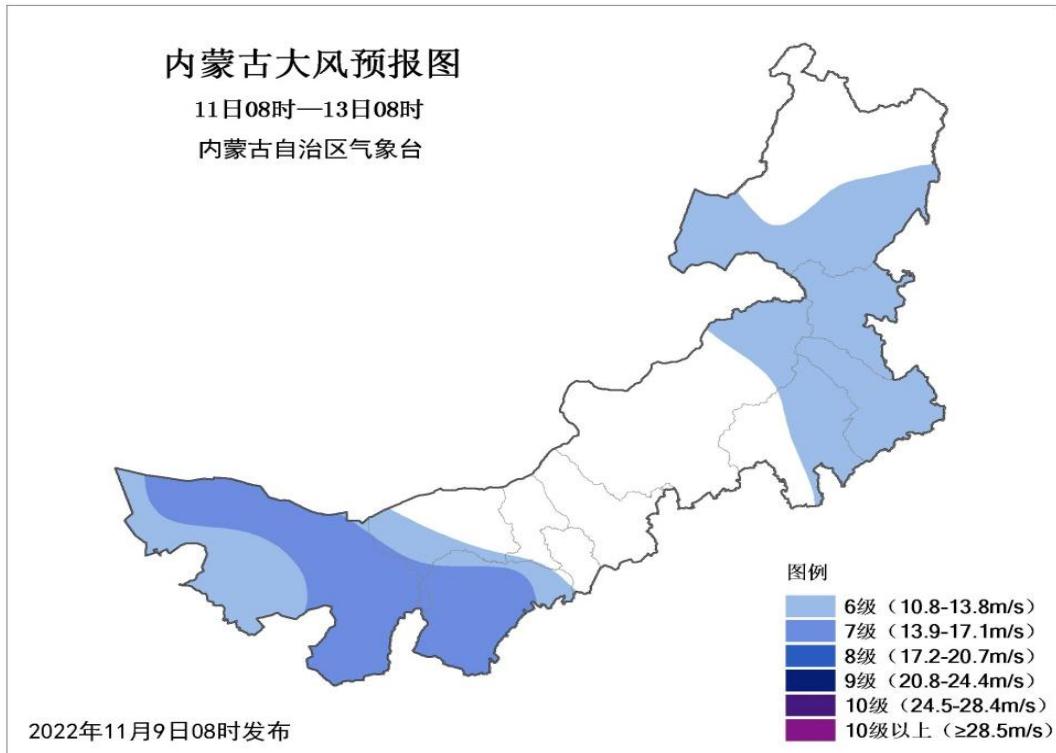 内蒙古大风预报图
11日08时—13日08时
内蒙古自治区气象台
图例
6级（10.8-13.8m/s）
7级（13.9-17.1m/s）
8级（17.2-20.7m/s）
9级（20.8-24.4m/s）
10级（24.5-28.4m/s）
10级以上（≥28.5m/s）
2022年11月9日08时发布